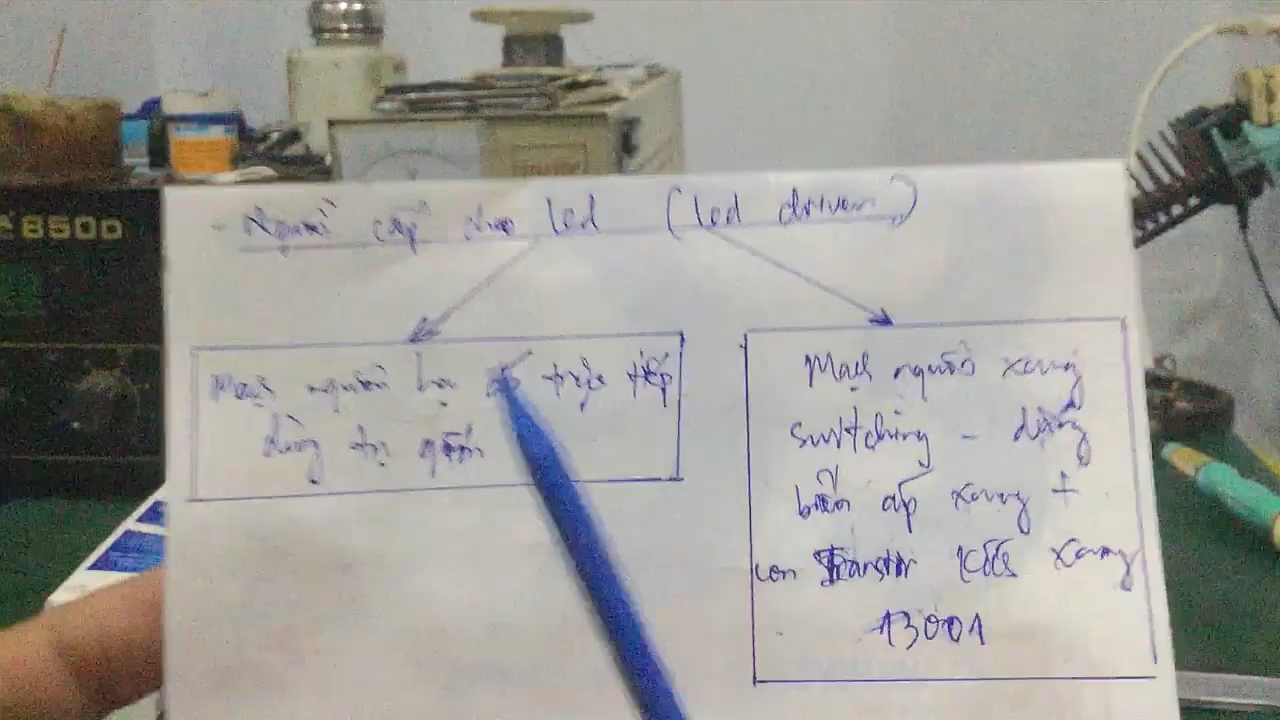 850D
- Nguồn cấp cho led (led driver)
Mạch nguồn hạ áp trực tiếp
dùng tụ gốm
Mạch nguồn xung
switching - dùng
biến áp xung +
con Transistor kích xung
13001